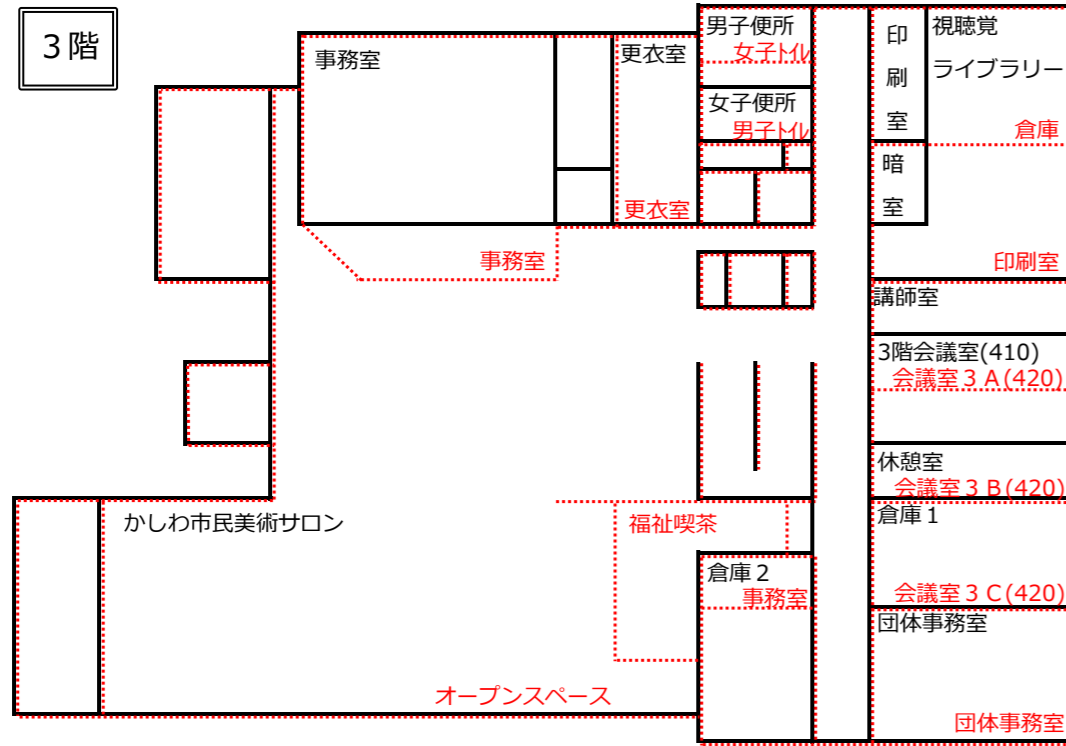 3階
事務室
更衣室
男子便所
女子トイレ
女子便所
男子トイレ
印刷室
視聴覚
ライブラリー
倉庫
暗室
更衣室
事務室
印刷室
講師室
3階会議室(410)
会議室3A(420)
休憩室
会議室3B(420)
かしわ市民美術サロン
福祉喫茶
倉庫1
倉庫2
事務室
会議室3C(420)
団体事務室
オープンスペース
団体事務室